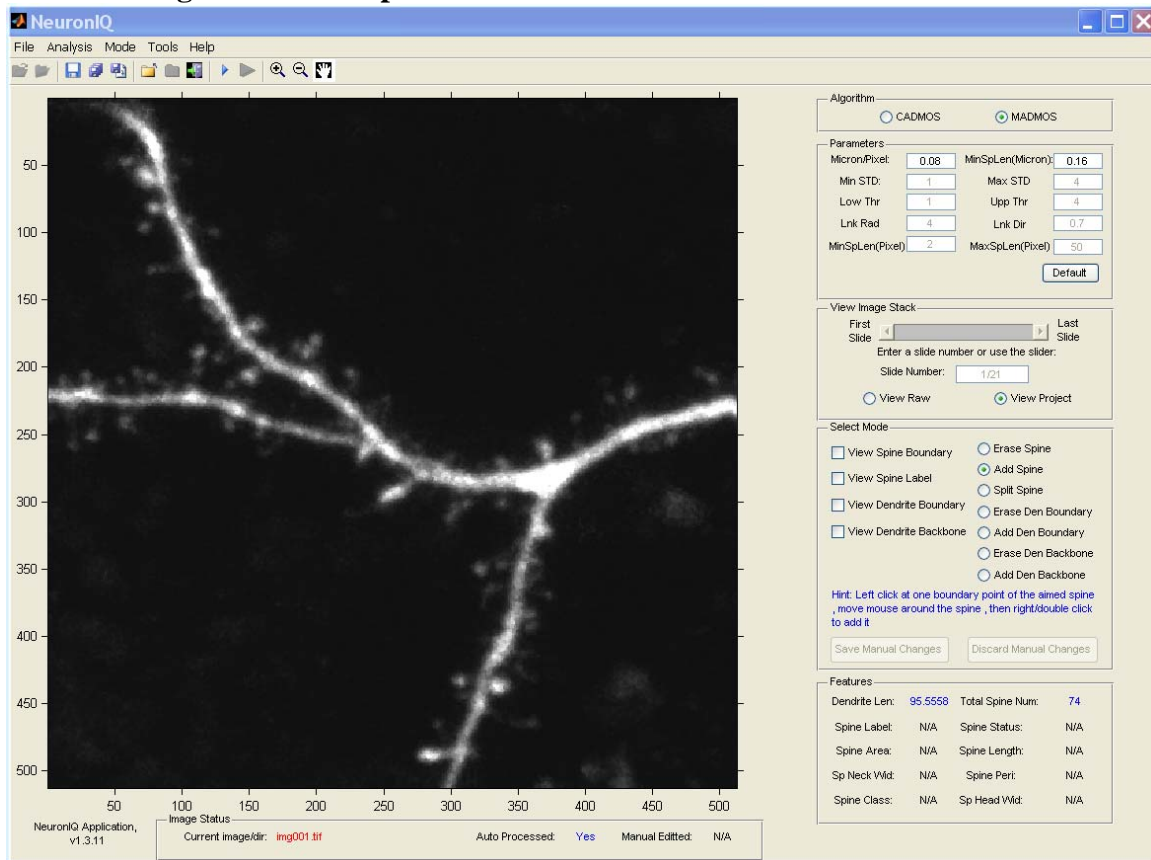 NeuronIQ
File Analysis Mode Tools Help
50
100
150
200
250
300
350
400
450
500
50 100 150 200 250 300 350 400 450 500
Algorithm
CADMOS MADMOS
Parameters
Micron/Pixel: 0.08 MinSpLen(Micron): 0.16
Min STD: 1 Max STD 4
Low Thr 1 Upp Thr 4
Lnk Rad 4 Lnk Dir 0.7
MinSpLen(Pixel) 2 MaxSpLen(Pixel) 50
Default
View Image Stack
First Slide Last Slide
Enter a slide number or use the slider:
Slide Number: 1/21
View Raw View Project
Select Mode
View Spine Boundary Erase Spine
Add Spine
View Spine Label Split Spine
View Dendrite Boundary Erase Den Boundary
View Dendrite Backbone Add Den Boundary
Erase Den Backbone
Add Den Backbone
Hint: Left click at one boundary point of the aimed spine
, move mouse around the spine , then right/double click
to add it
Save Manual Changes Discard Manual Changes
Features
Dendrite Len: 95.5558 Total Spine Num: 74
Spine Label: N/A Spine Status: N/A
Spine Area: N/A Spine Length: N/A
Sp Neck Wid: N/A Spine Peri: N/A
Spine Class: N/A Sp Head Wid: N/A
NeuronIQ Application,
v1.3.11
Image Status
Current image/dir: img001.tif Auto Processed: Yes Manual Editted: N/A